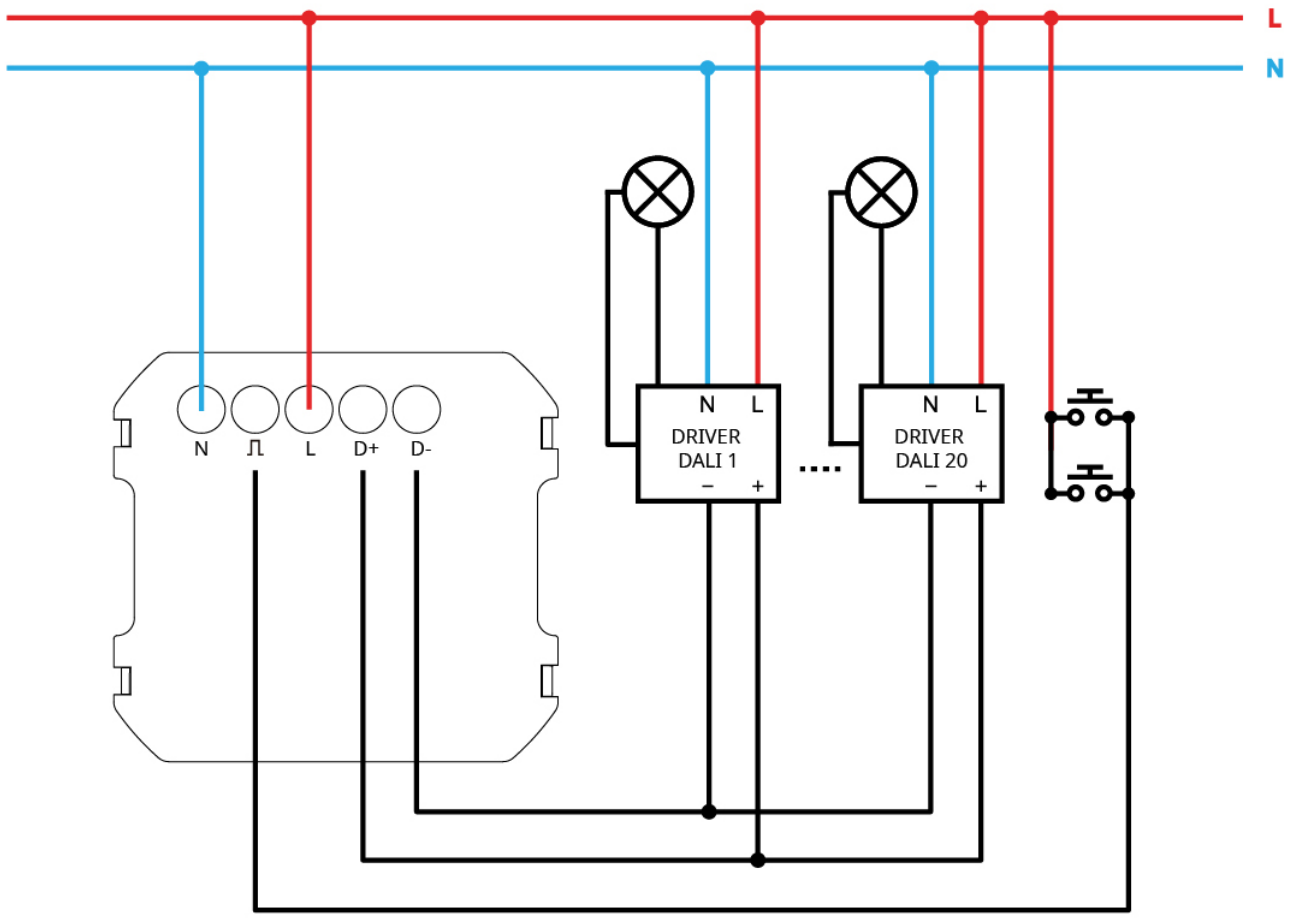 L
N
N L
N L
DRIVER
DALI 1
DRIVER
DALI 20
− +
− +
N ⎍ L D+ D-